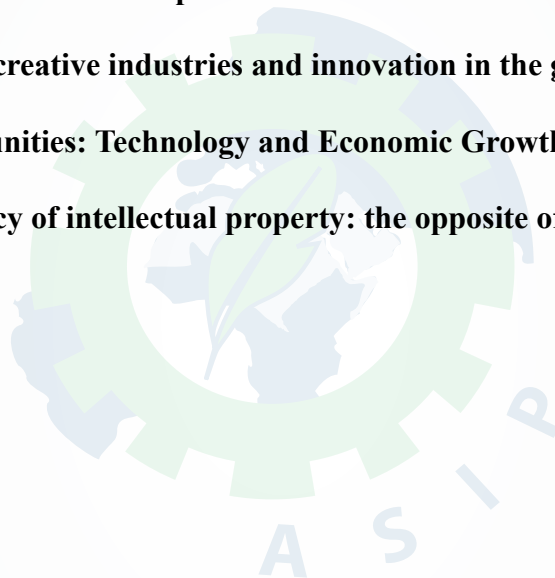 creative industries and innovation in the
unities: Technology and Economic Growth
cy of intellectual property: the opposite of
A S I P